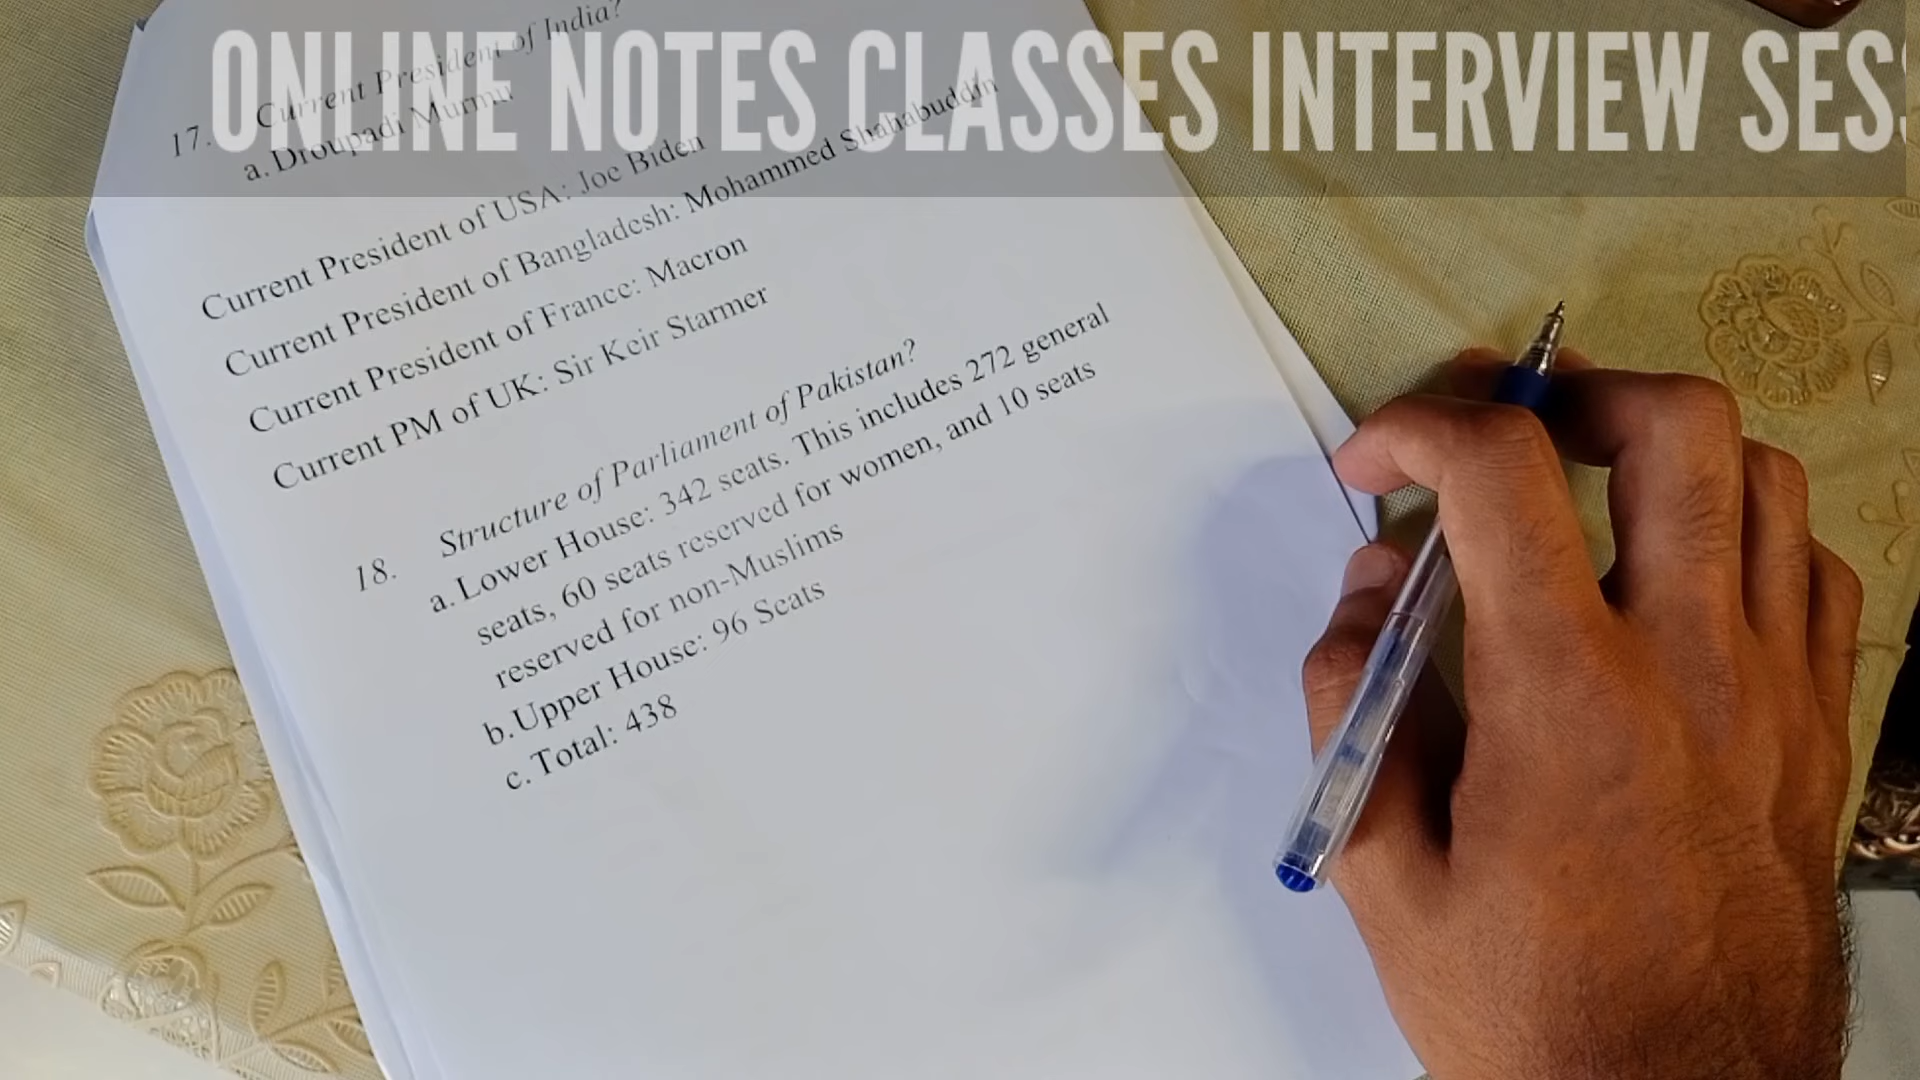 ONLINE NOTES CLASSES INTERVIEW SES
17. Current President of India?
a. Droupadi Murmu
Current President of USA: Joe Biden
Current President of Bangladesh: Mohammed Shahabuddin
Current President of France: Macron
Current PM of UK: Sir Keir Starmer
18. Structure of Parliament of Pakistan?
a. Lower House: 342 seats. This includes 272 general
seats, 60 seats reserved for women, and 10 seats
reserved for non-Muslims
b. Upper House: 96 Seats
c. Total: 438